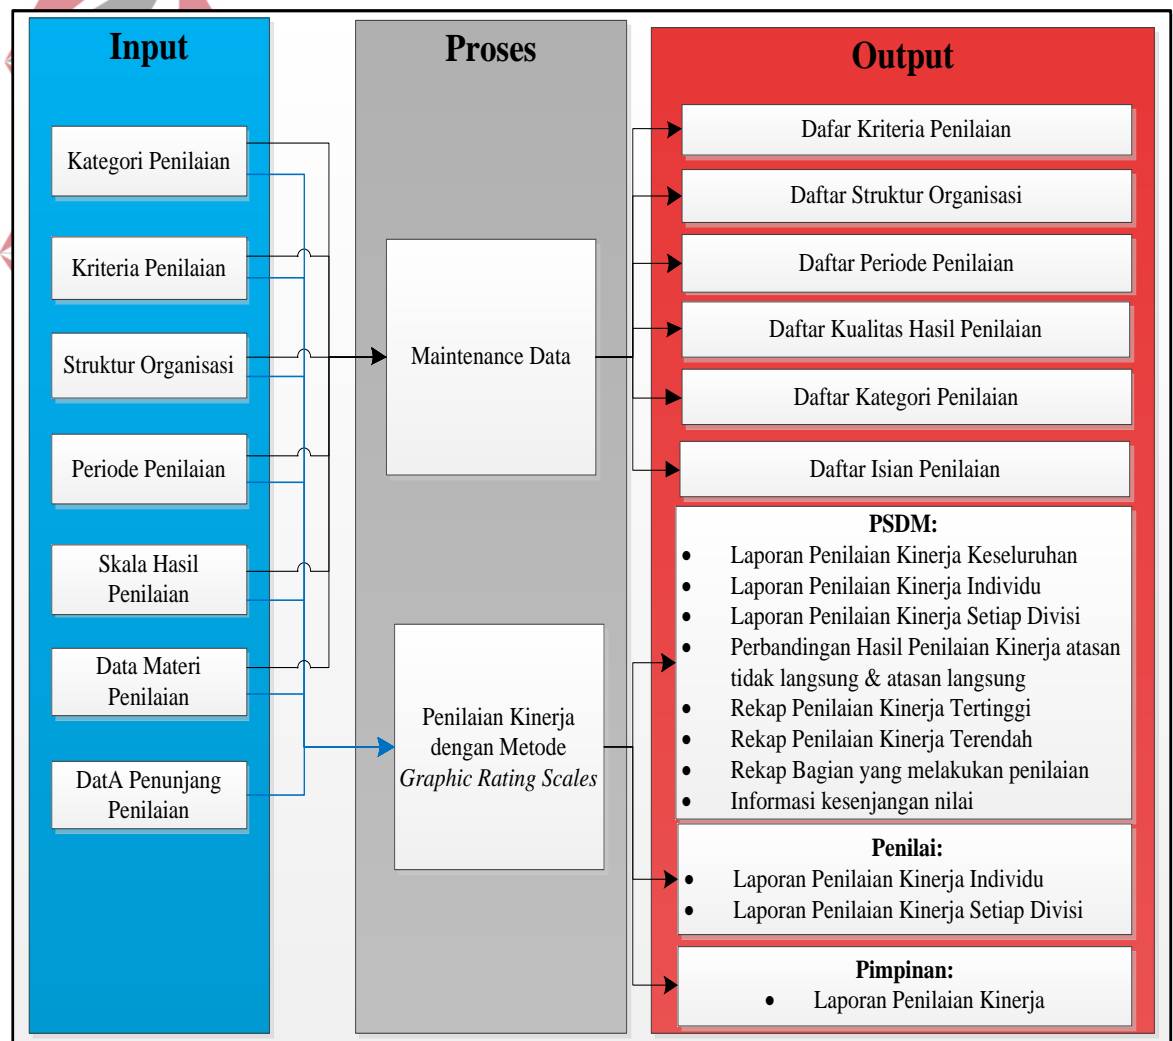 Input
Kategori Penilaian
Kriteria Penilaian
Struktur Organisasi
Periode Penilaian
Skala Hasil
Penilaian
Data Materi
Penilaian
DatA Penunjang
Penilaian
Proses
Maintenance Data
Penilaian Kinerja
dengan Metode
Graphic Rating Scales
Output
Dafar Kriteria Penilaian
Daftar Struktur Organisasi
Daftar Periode Penilaian
Daftar Kualitas Hasil Penilaian
Daftar Kategori Penilaian
Daftar Isian Penilaian
PSDM:
• Laporan Penilaian Kinerja Keseluruhan
• Laporan Penilaian Kinerja Individu
• Laporan Penilaian Kinerja Setiap Divisi
• Perbandingan Hasil Penilaian Kinerja atasan
tidak langsung & atasan langsung
• Rekap Penilaian Kinerja Tertinggi
• Rekap Penilaian Kinerja Terendah
• Rekap Bagian yang melakukan penilaian
• Informasi kesenjangan nilai
Penilai:
• Laporan Penilaian Kinerja Individu
• Laporan Penilaian Kinerja Setiap Divisi
Pimpinan:
• Laporan Penilaian Kinerja